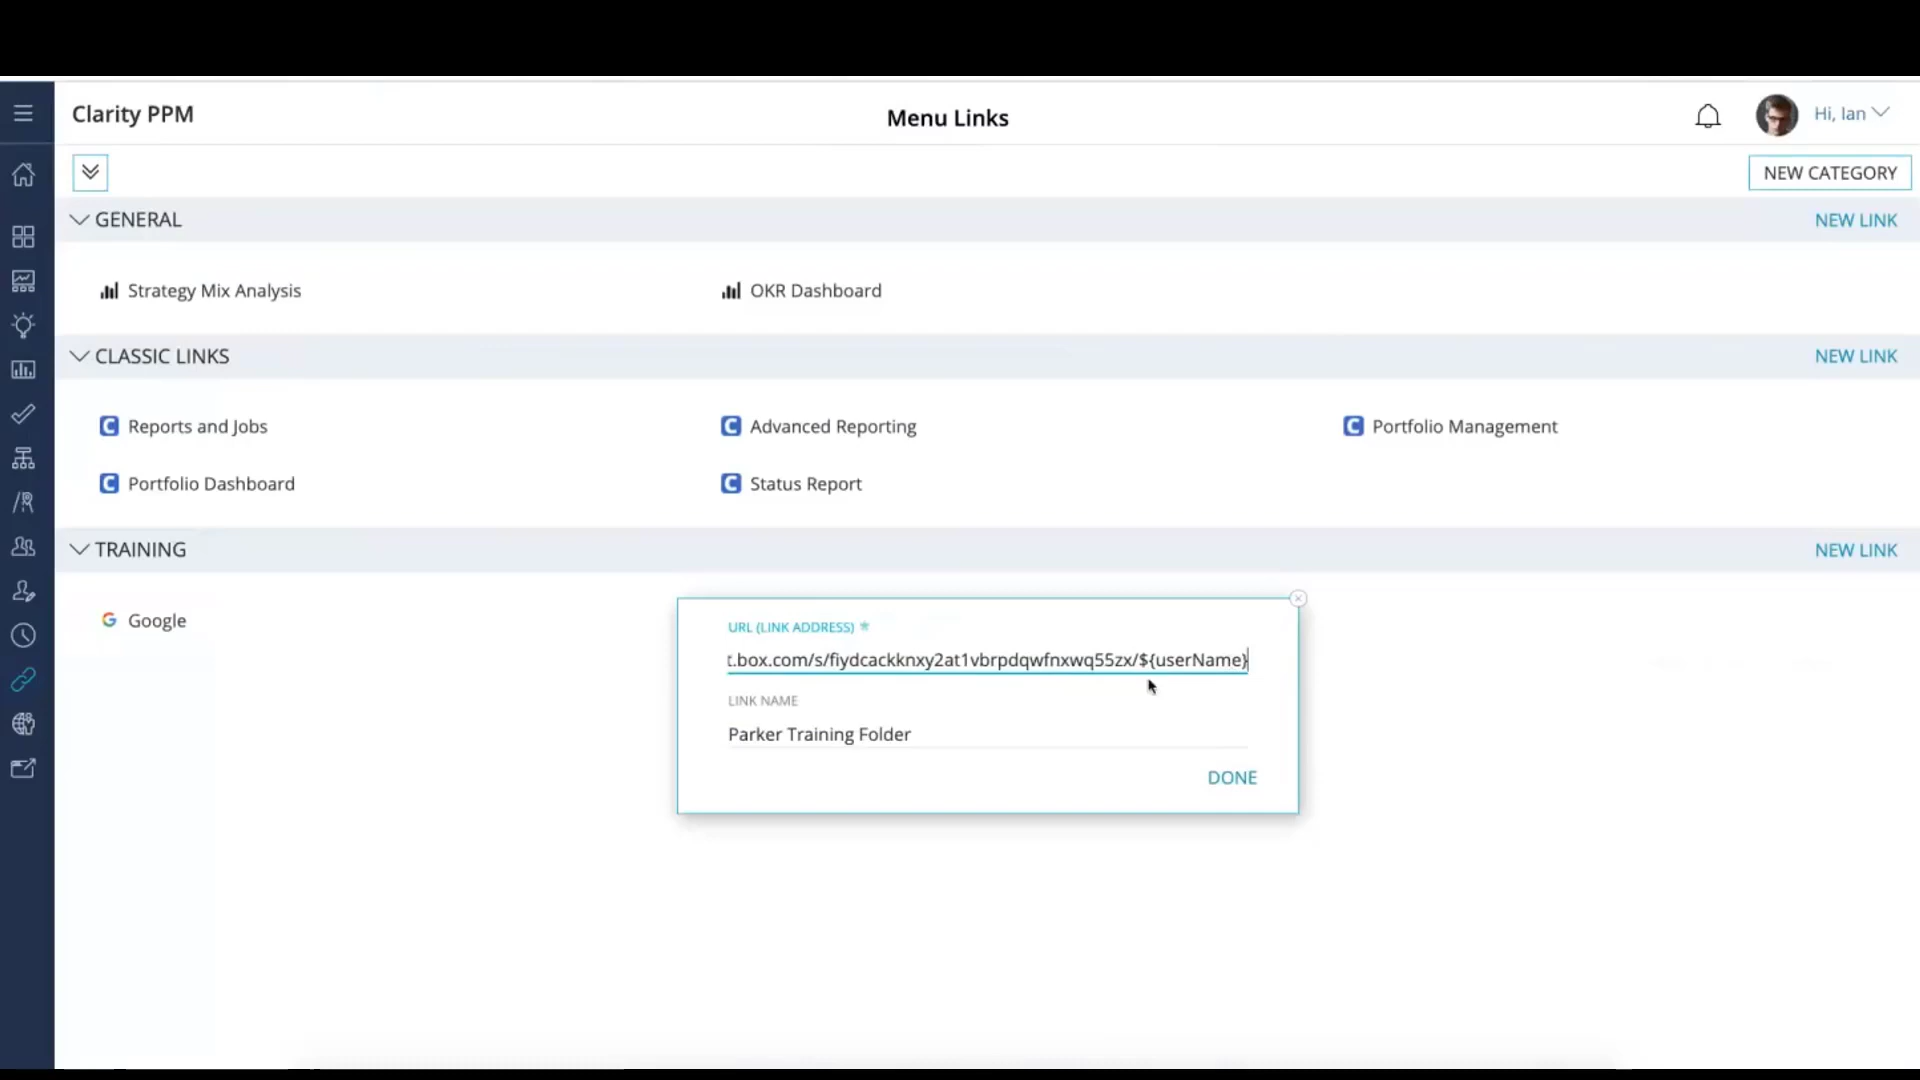 Clarity PPM
Menu Links
Hi, Ian
NEW CATEGORY
GENERAL
NEW LINK
Strategy Mix Analysis
OKR Dashboard
CLASSIC LINKS
NEW LINK
C Reports and Jobs
C Advanced Reporting
C Portfolio Management
C Portfolio Dashboard
C Status Report
TRAINING
NEW LINK
G Google
URL (LINK ADDRESS) *
t.box.com/s/fiydcackknxy2at1vbrpdqwfnxwq55zx/${userName}
LINK NAME
Parker Training Folder
DONE